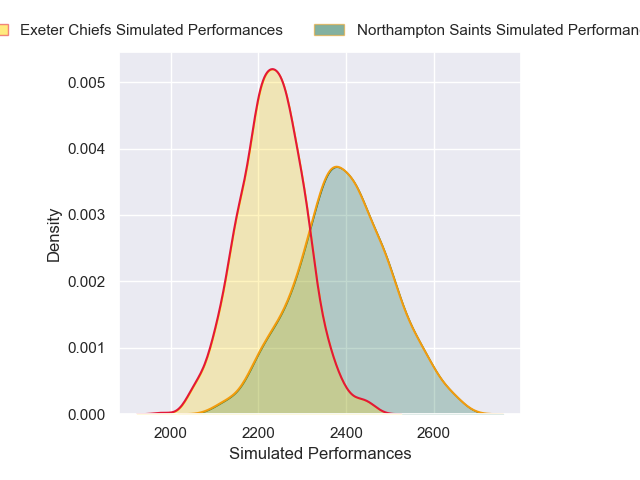 Exeter Chiefs Simulated Performances Northampton Saints Simulated
0.005
0.004
0.003
0.002
0.001
0.000
Density
2000 2200 2400 2600
Simulated Performances